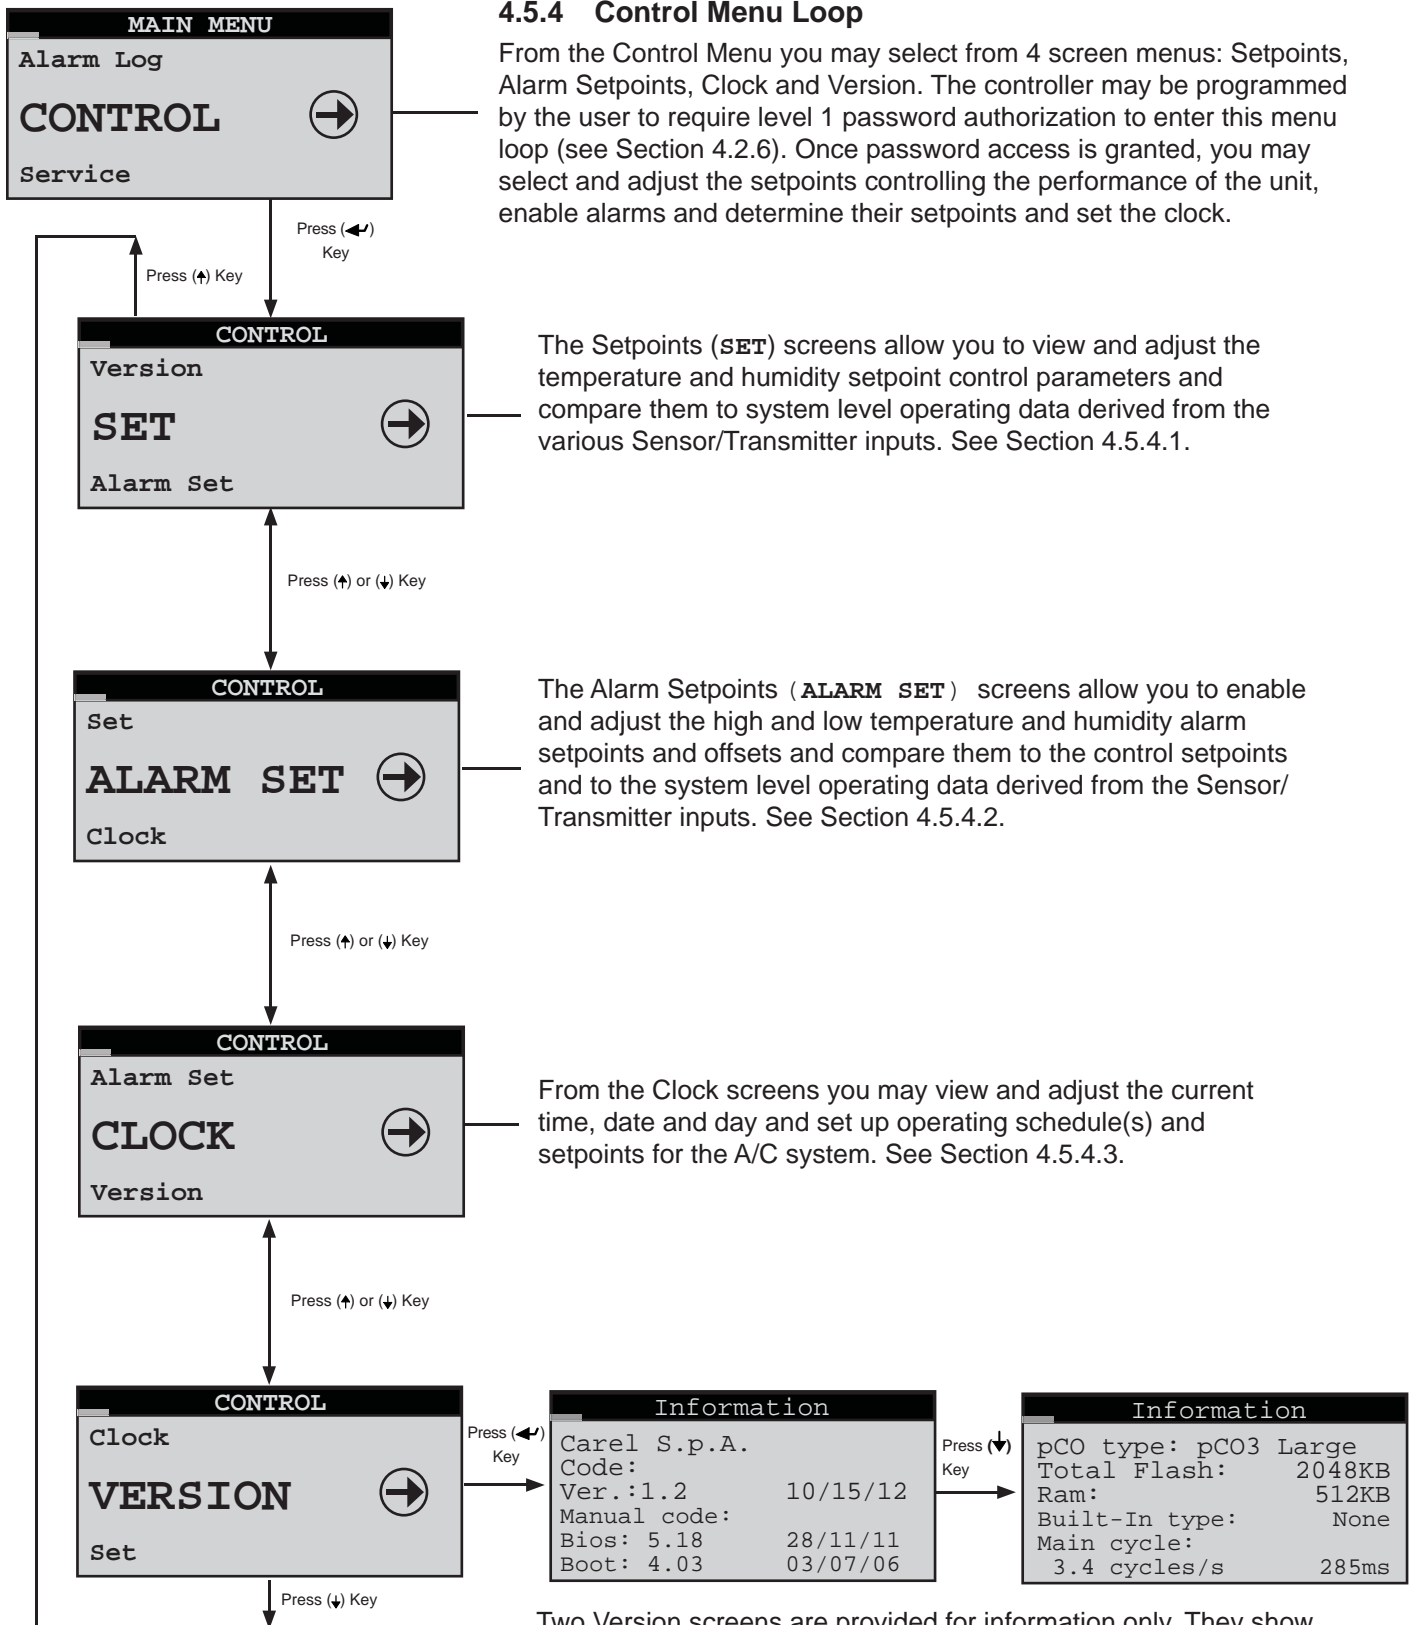 MAIN MENU
Alarm Log
CONTROL
Service
4.5.4 Control Menu Loop
From the Control Menu you may select from 4 screen menus: Setpoints,
Alarm Setpoints, Clock and Version. The controller may be programmed
by the user to require level 1 password authorization to enter this menu
loop (see Section 4.2.6). Once password access is granted, you may
select and adjust the setpoints controlling the performance of the unit,
enable alarms and determine their setpoints and set the clock.
Press (↵)
Key
Press (↑) Key
CONTROL
Version
SET
Alarm Set
The Setpoints (SET) screens allow you to view and adjust the
temperature and humidity setpoint control parameters and
compare them to system level operating data derived from the
various Sensor/Transmitter inputs. See Section 4.5.4.1.
Press (↑) or (↓) Key
CONTROL
Set
ALARM SET
Clock
The Alarm Setpoints (ALARM SET) screens allow you to enable
and adjust the high and low temperature and humidity alarm
setpoints and offsets and compare them to the control setpoints
and to the system level operating data derived from the Sensor/
Transmitter inputs. See Section 4.5.4.2.
Press (↑) or (↓) Key
CONTROL
Alarm Set
CLOCK
Version
From the Clock screens you may view and adjust the current
time, date and day and set up operating schedule(s) and
setpoints for the A/C system. See Section 4.5.4.3.
Press (↑) or (↓) Key
CONTROL
Clock
VERSION
Set
Press (↵)
Key
Information
Carel S.p.A.
Code:
Ver.:1.2 10/15/12
Manual code:
Bios: 5.18 28/11/11
Boot: 4.03 03/07/06
Press (↓)
Key
Information
pCO type: pCO3 Large
Total Flash: 2048KB
Ram: 512KB
Built-In type: None
Main cycle:
3.4 cycles/s 285ms
Press (↓) Key
Two Version screens are provided for information only. They show